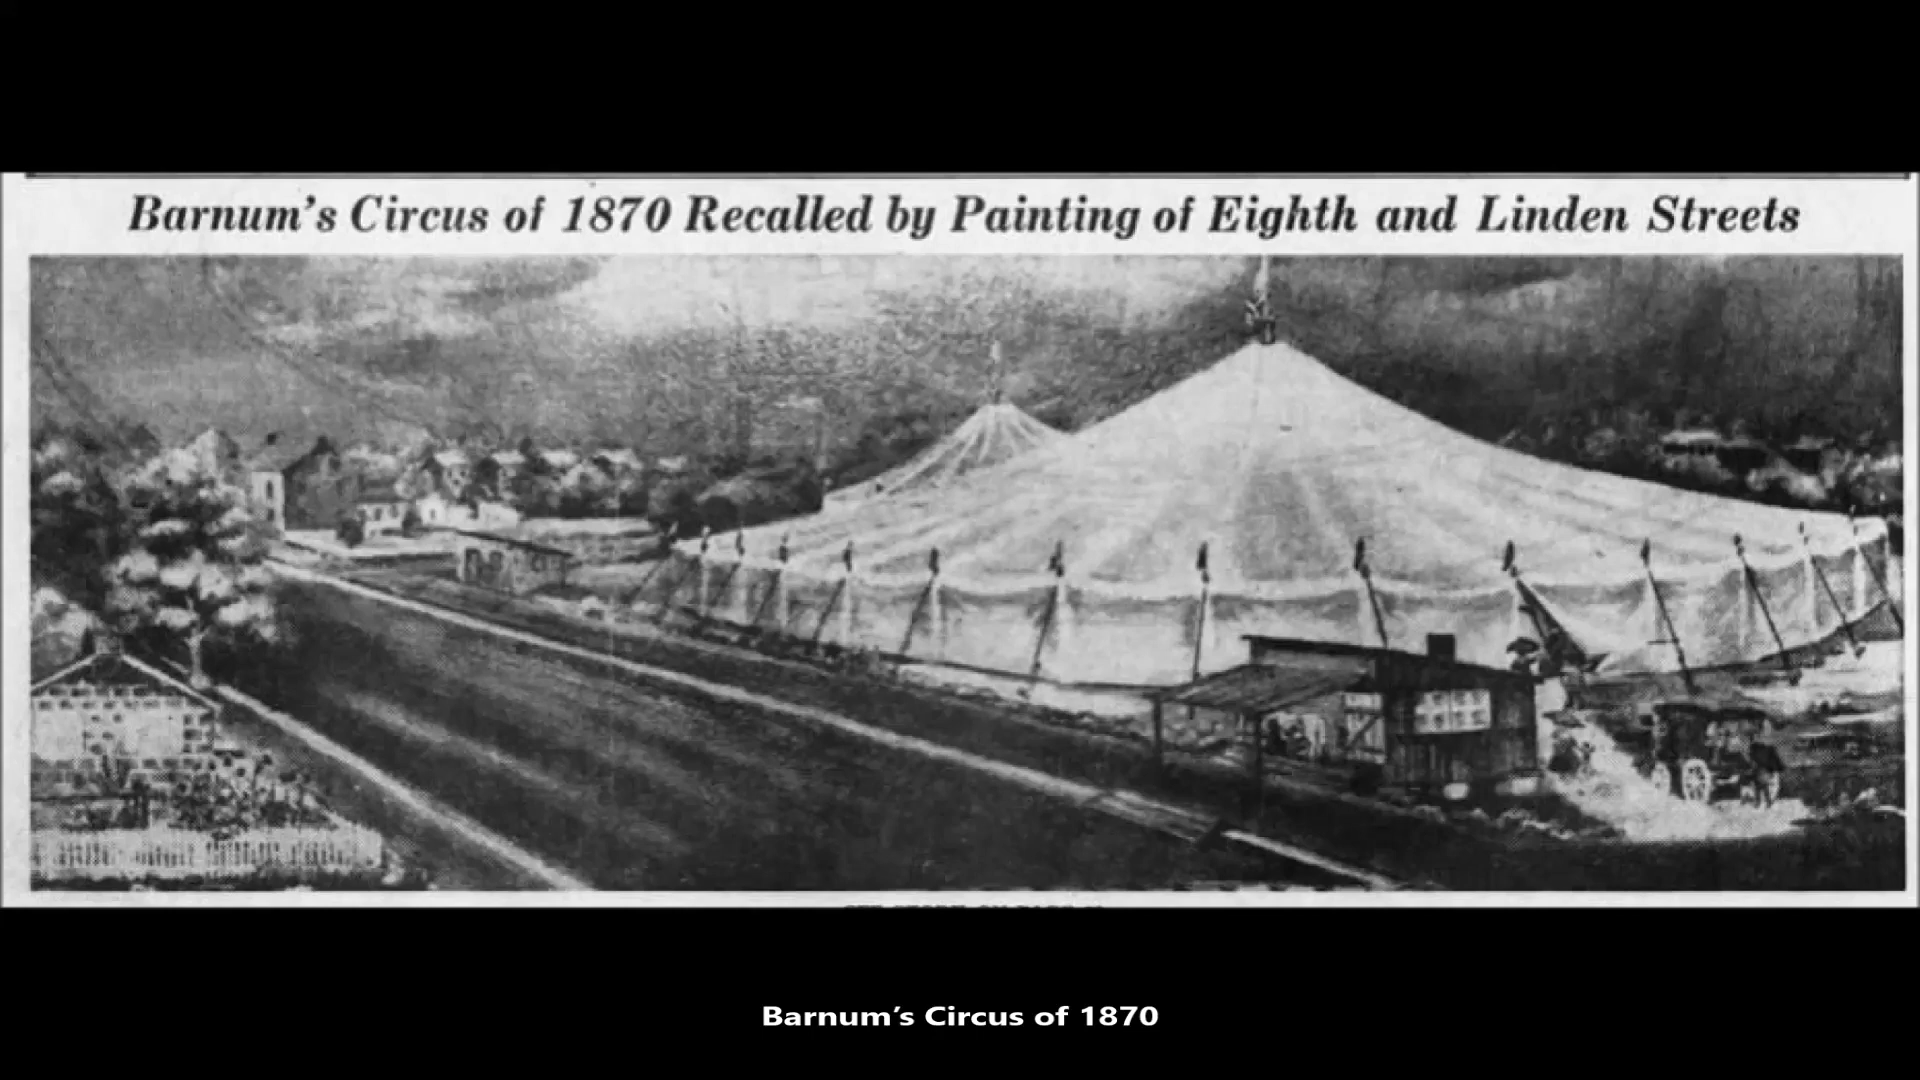 Barnum's Circus of 1870 Recalled by Painting of Eighth and Linden Streets
Barnum’s Circus of 1870